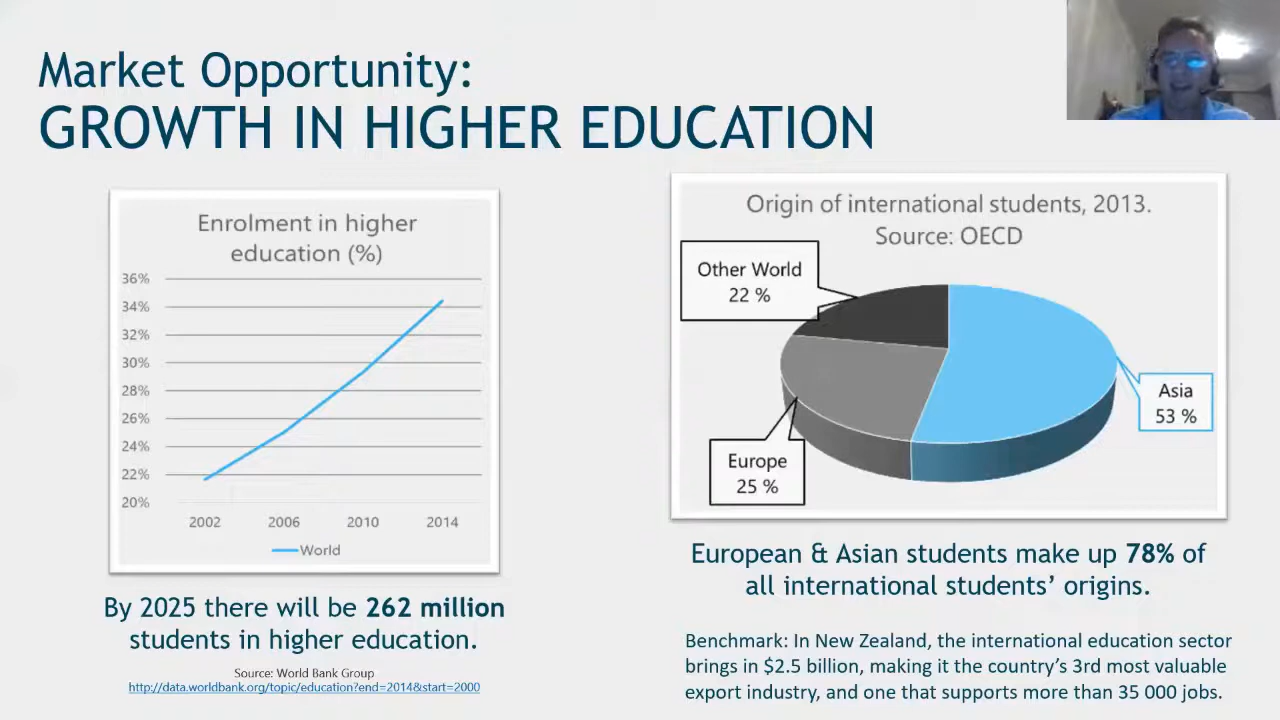 Market Opportunity:
GROWTH IN HIGHER EDUCATION
Enrolment in higher
education (%)
36%
34%
32%
30%
28%
26%
24%
22%
20%
2002 2006 2010 2014
World
By 2025 there will be 262 million
students in higher education.
Source: World Bank Group
http://data.worldbank.org/topic/education?end=2014&start=2000
Origin of international students, 2013.
Source: OECD
Other World
22 %
Asia
53 %
Europe
25 %
European & Asian students make up 78% of
all international students’ origins.
Benchmark: In New Zealand, the international education sector
brings in $2.5 billion, making it the country’s 3rd most valuable
export industry, and one that supports more than 35 000 jobs.